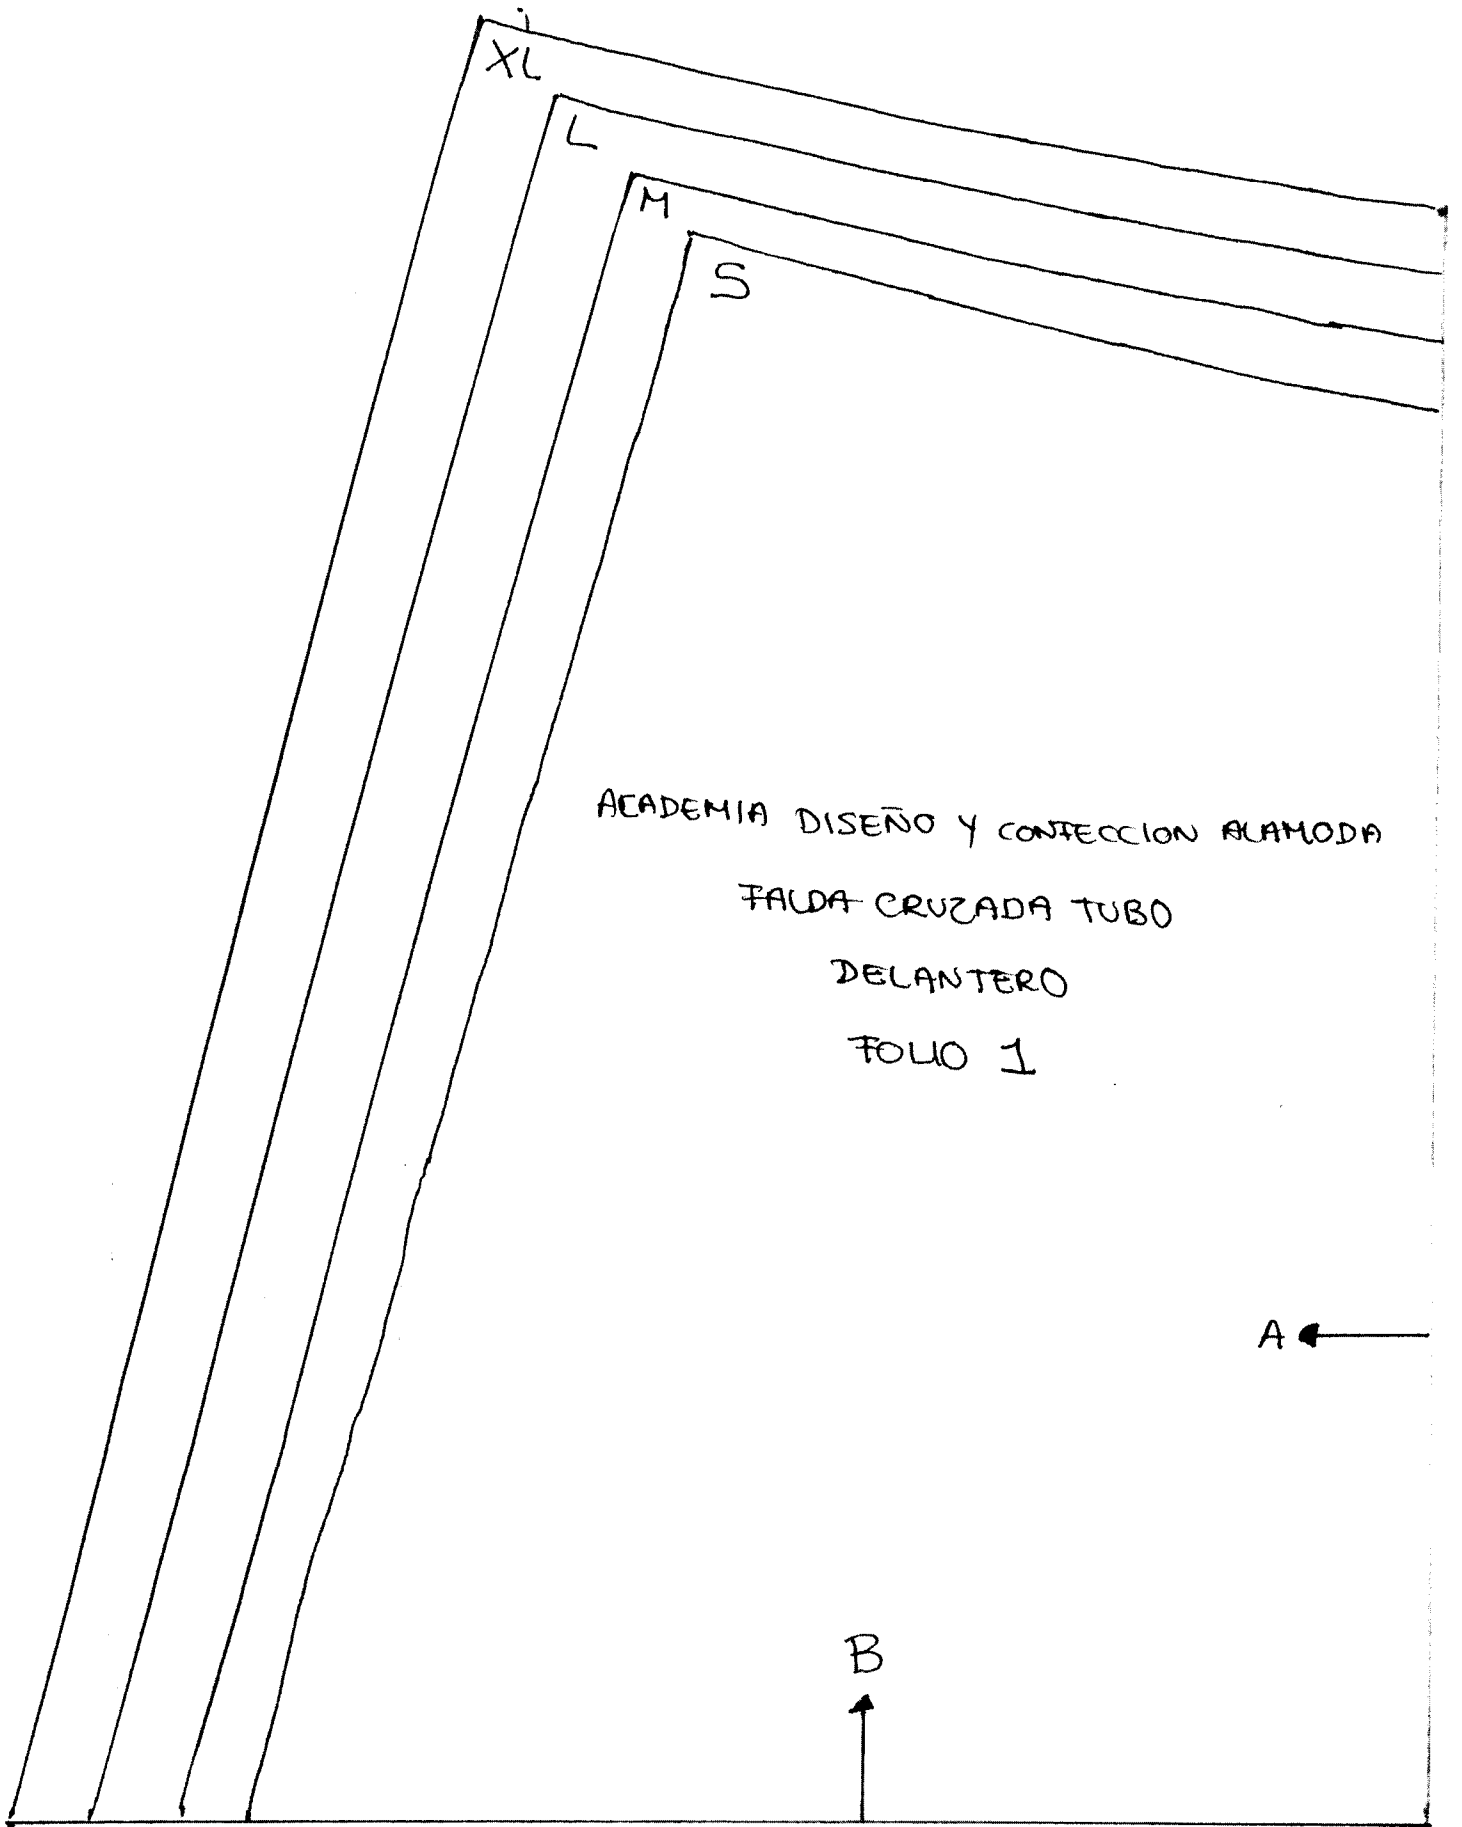 XL
L
M
S
ACADEMIA DISEÑO Y CONFECCION ALAMODA
FALDA CRUZADA TUBO
DELANTERO
FOLIO 1
A
B